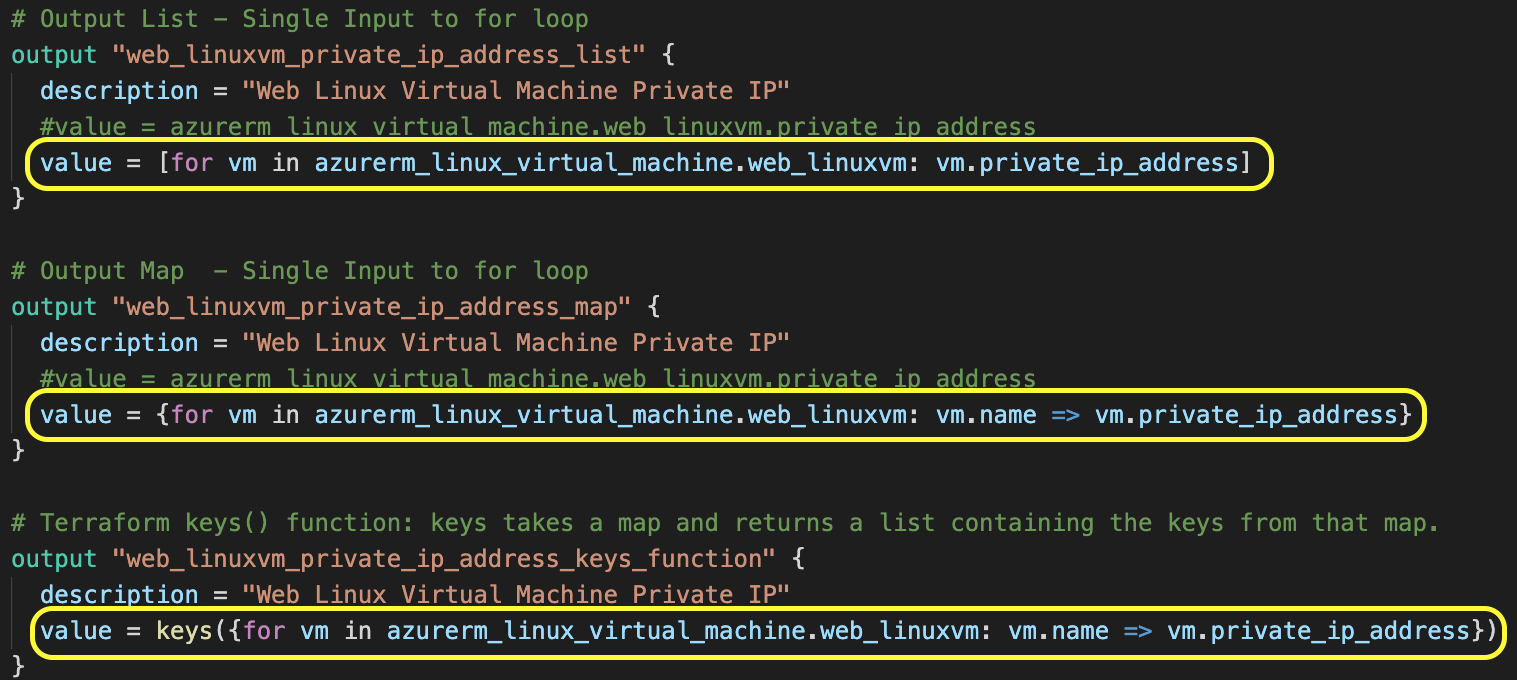 # Output List - Single Input to for loop
output "web_linuxvm_private_ip_address_list" {
  description = "Web Linux Virtual Machine Private IP"
  #value = azurerm_linux_virtual_machine.web_linuxvm.private_ip_address
  value = [for vm in azurerm_linux_virtual_machine.web_linuxvm: vm.private_ip_address]
}
# Output Map  - Single Input to for loop
output "web_linuxvm_private_ip_address_map" {
  description = "Web Linux Virtual Machine Private IP"
  #value = azurerm_linux_virtual_machine.web_linuxvm.private_ip_address
  value = {for vm in azurerm_linux_virtual_machine.web_linuxvm: vm.name => vm.private_ip_address}
}
# Terraform keys() function: keys takes a map and returns a list containing the keys from that map.
output "web_linuxvm_private_ip_address_keys_function" {
  description = "Web Linux Virtual Machine Private IP"
  value = keys({for vm in azurerm_linux_virtual_machine.web_linuxvm: vm.name => vm.private_ip_address})
}